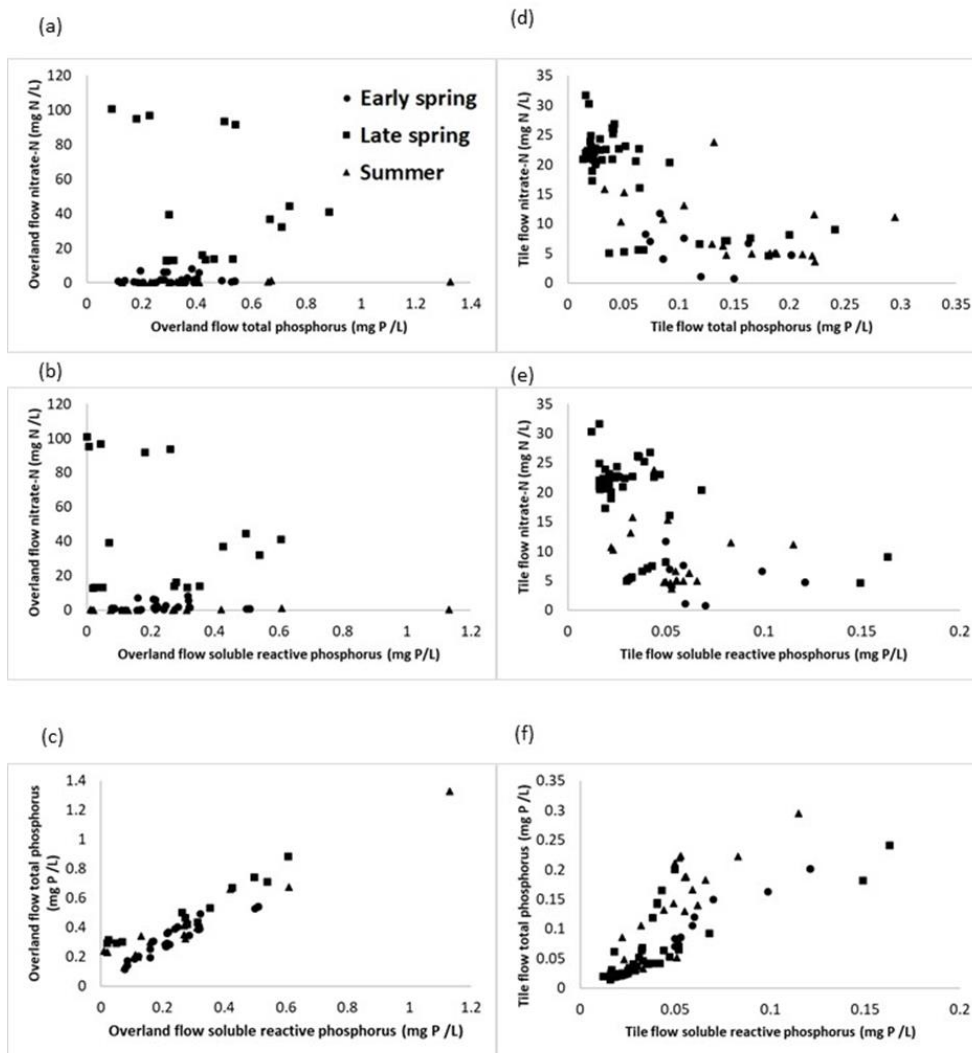 (a)
120
100
80
60
40
20
0
Overland flow nitrate-N (mg N /L)
Early spring
Late spring
Summer
0 0.2 0.4 0.6 0.8 1 1.2 1.4
Overland flow total phosphorus (mg P /L)
(d)
35
30
25
20
15
10
5
0
Tile flow nitrate-N (mg N /L)
0 0.05 0.1 0.15 0.2 0.25 0.3 0.35
Tile flow total phosphorus (mg P /L)
(b)
120
100
80
60
40
20
0
Overland flow nitrate-N (mg N /L)
0 0.2 0.4 0.6 0.8 1 1.2
Overland flow soluble reactive phosphorus (mg P/L)
(e)
35
30
25
20
15
10
5
0
Tile flow nitrate-N (mg N /L)
0 0.05 0.1 0.15 0.2
Tile flow soluble reactive phosphorus (mg P/L)
(c)
1.4
1.2
1
0.8
0.6
0.4
0.2
0
Overland flow total phosphorus
(mg P /L)
0 0.2 0.4 0.6 0.8 1 1.2
Overland flow soluble reactive phosphorus (mg P/L)
(f)
0.35
0.3
0.25
0.2
0.15
0.1
0.05
0
Tile flow total phosphorus (mg P /L)
0 0.05 0.1 0.15 0.2
Tile flow soluble reactive phosphorus (mg P/L)